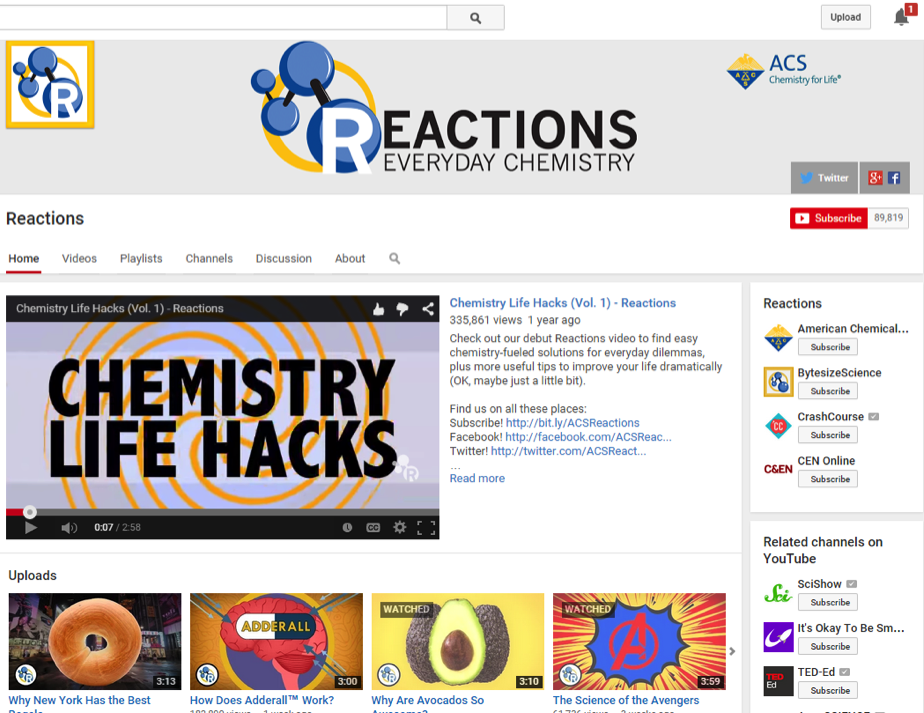 Upload
1
R
REACTIONS
EVERYDAY CHEMISTRY
ACS
Chemistry for Life®
Twitter
Reactions
Subscribe 89,819
Home Videos Playlists Channels Discussion About
Chemistry Life Hacks (Vol. 1) - Reactions
CHEMISTRY
LIFE HACKS
0:07 / 2:58
CC
Chemistry Life Hacks (Vol. 1) - Reactions
335,861 views 1 year ago
Check out our debut Reactions video to find easy
chemistry-fueled solutions for everyday dilemmas,
plus more useful tips to improve your life dramatically
(OK, maybe just a little bit).
Find us on all these places:
Subscribe! http://bit.ly/ACSReactions
Facebook! http://facebook.com/ACSReac...
Twitter! http://twitter.com/ACSReact...
...
Read more
Reactions
American Chemical...
Subscribe
BytesizeScience
Subscribe
CrashCourse
Subscribe
C&EN
CEN Online
Subscribe
Related channels on
YouTube
SciShow
Subscribe
It's Okay To Be Sm...
Subscribe
TED
Ed
TED-Ed
Subscribe
Uploads
3:13
Why New York Has the Best
ADDERALL
3:00
How Does Adderall™ Work?
WATCHED
3:10
Why Are Avocados So
WATCHED
3:59
The Science of the Avengers